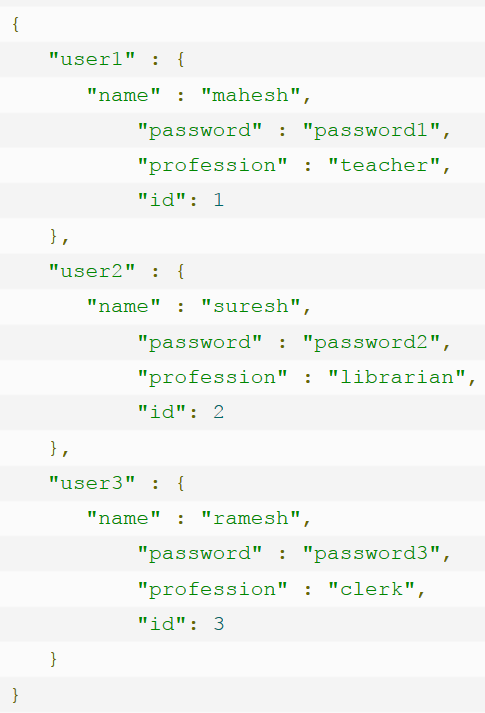 {
   "user1" : {
      "name" : "mahesh",
          "password" : "password1",
          "profession" : "teacher",
          "id": 1
   },
   "user2" : {
      "name" : "suresh",
          "password" : "password2",
          "profession" : "librarian",
          "id": 2
   },
   "user3" : {
      "name" : "ramesh",
          "password" : "password3",
          "profession" : "clerk",
          "id": 3
   }
}